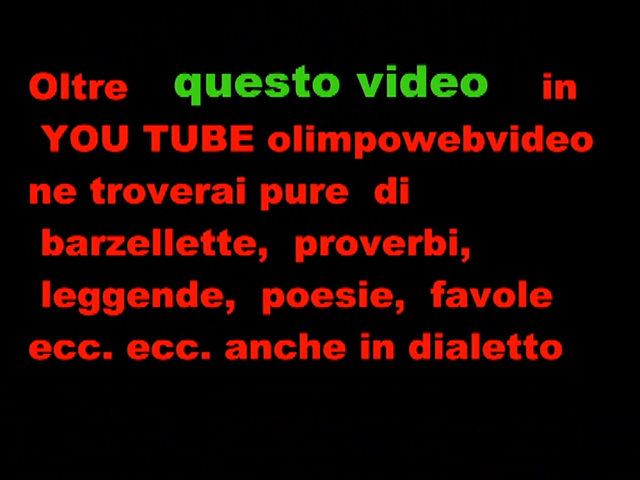 Oltre questo video in
YOU TUBE olimpowebvideo
ne troverai pure di
barzellette, proverbi,
leggende, poesie, favole
ecc. ecc. anche in dialetto